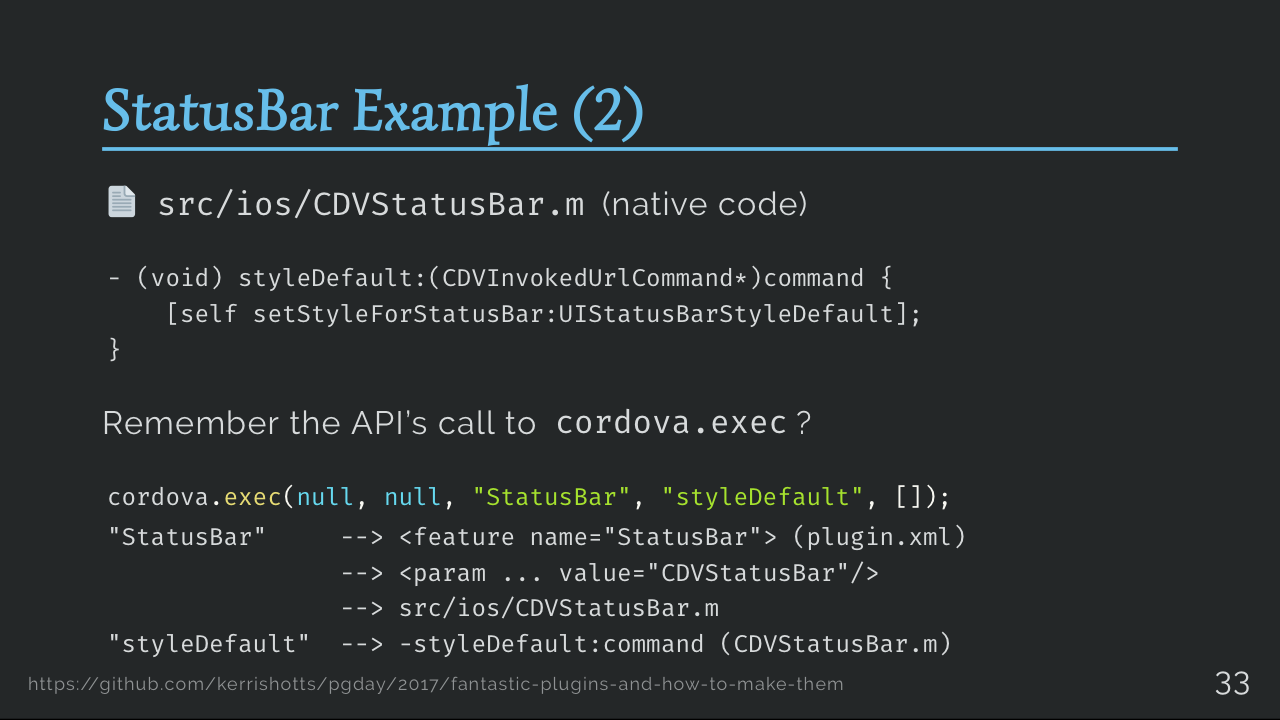 StatusBar Example (2)
src/ios/CDVStatusBar.m (native code)
- (void) styleDefault:(CDVInvokedUrlCommand*)command {
    [self setStyleForStatusBar:UIStatusBarStyleDefault];
}
Remember the API’s call to cordova.exec ?
cordova.exec(null, null, "StatusBar", "styleDefault", []);
"StatusBar"     --> <feature name="StatusBar"> (plugin.xml)
                --> <param ... value="CDVStatusBar"/>
                --> src/ios/CDVStatusBar.m
"styleDefault"  --> -styleDefault:command (CDVStatusBar.m)
https://github.com/kerrishotts/pgday/2017/fantastic-plugins-and-how-to-make-them
33